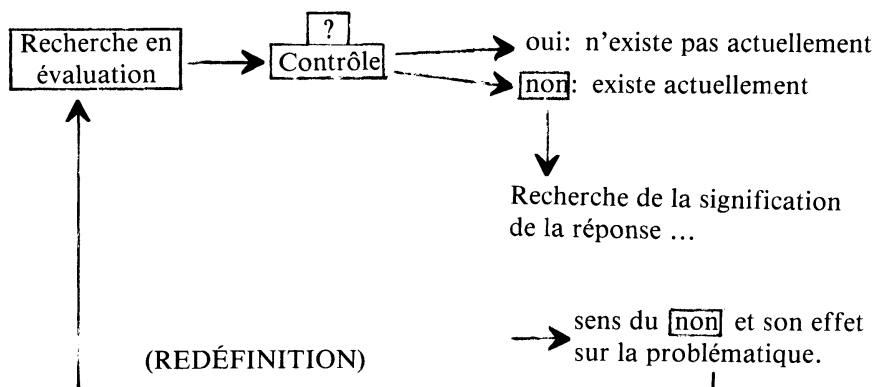 Recherche en
évaluation
?
Contrôle
oui: n'existe pas actuellement
non: existe actuellement
Recherche de la signification
de la réponse ...
sens du non et son effet
sur la problématique.
(REDÉFINITION)